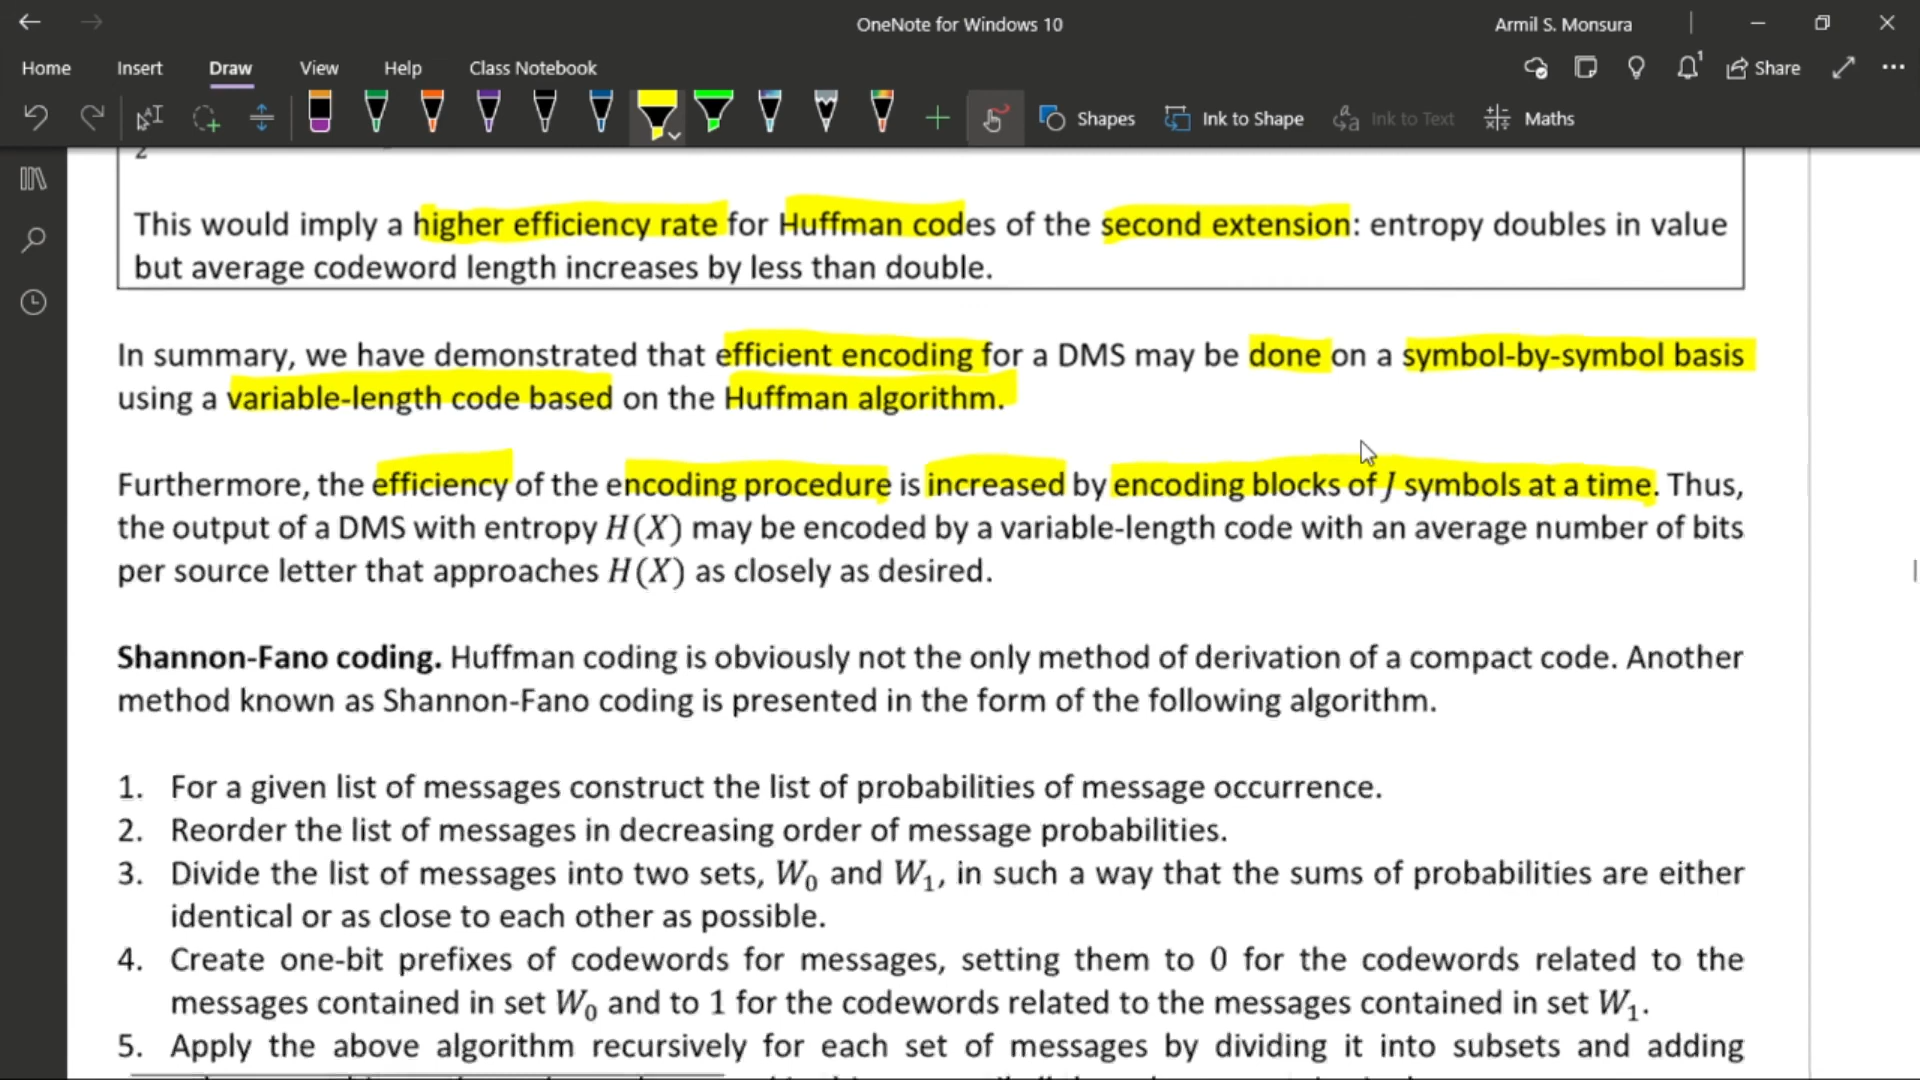 OneNote for Windows 10
Armil S. Monsura
Home Insert Draw View Help Class Notebook
1 Share
Shapes Ink to Shape Ink to Text Maths
2
This would imply a higher efficiency rate for Huffman codes of the second extension: entropy doubles in value
but average codeword length increases by less than double.
In summary, we have demonstrated that efficient encoding for a DMS may be done on a symbol-by-symbol basis
using a variable-length code based on the Huffman algorithm.
Furthermore, the efficiency of the encoding procedure is increased by encoding blocks of J symbols at a time. Thus,
the output of a DMS with entropy H(X) may be encoded by a variable-length code with an average number of bits
per source letter that approaches H(X) as closely as desired.
Shannon-Fano coding. Huffman coding is obviously not the only method of derivation of a compact code. Another
method known as Shannon-Fano coding is presented in the form of the following algorithm.
1. For a given list of messages construct the list of probabilities of message occurrence.
2. Reorder the list of messages in decreasing order of message probabilities.
3. Divide the list of messages into two sets, W₀ and W₁, in such a way that the sums of probabilities are either
identical or as close to each other as possible.
4. Create one-bit prefixes of codewords for messages, setting them to 0 for the codewords related to the
messages contained in set W₀ and to 1 for the codewords related to the messages contained in set W₁.
5. Apply the above algorithm recursively for each set of messages by dividing it into subsets and adding